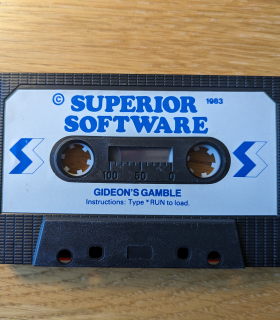 © SUPERIOR 1983
SOFTWARE
100 50 0
GIDEON'S GAMBLE
Instructions: Type *RUN to load.